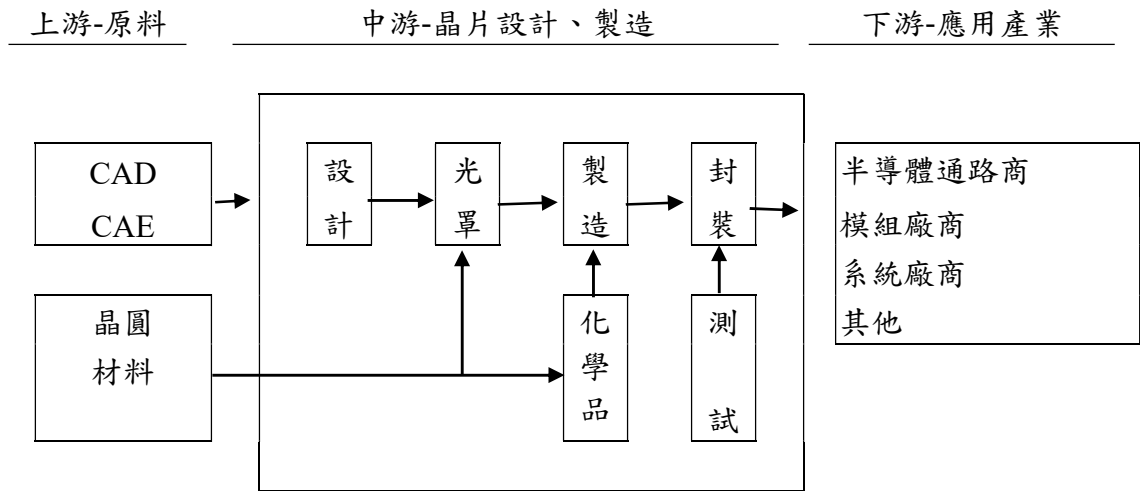 上游-原料
中游-晶片設計、製造
下游-應用產業
CAD
CAE
設計
光罩
製造
封裝
半導體通路商
模組廠商
系統廠商
其他
晶圓
材料
化學品
測試